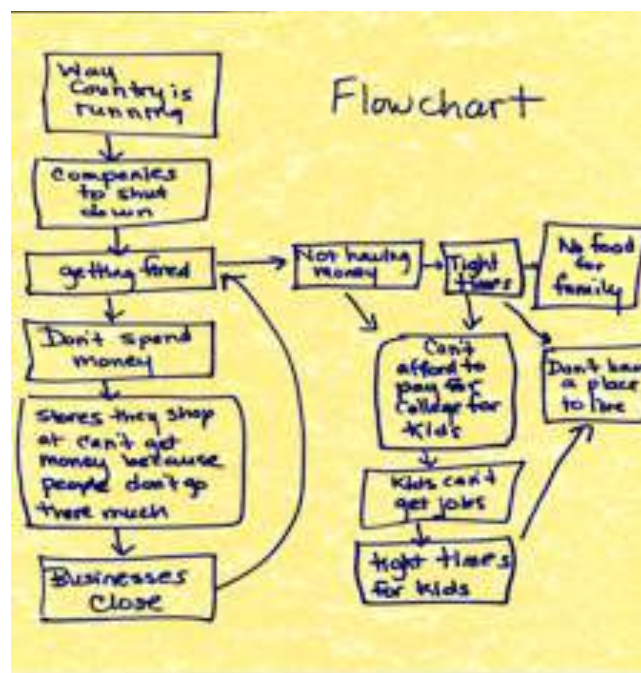 Flowchart
Way
Country is
running
Companies
to shut
down
getting fired
Don't spend
money
Stores they shop
at can't get
money because
people don't go
there much
Businesses
Close
Not having
money
Tight
times
No food
for
family
Can't
afford to
pay for
College for
Kids
Don't have
a place
to live
Kids can't
get jobs
tight times
for kids